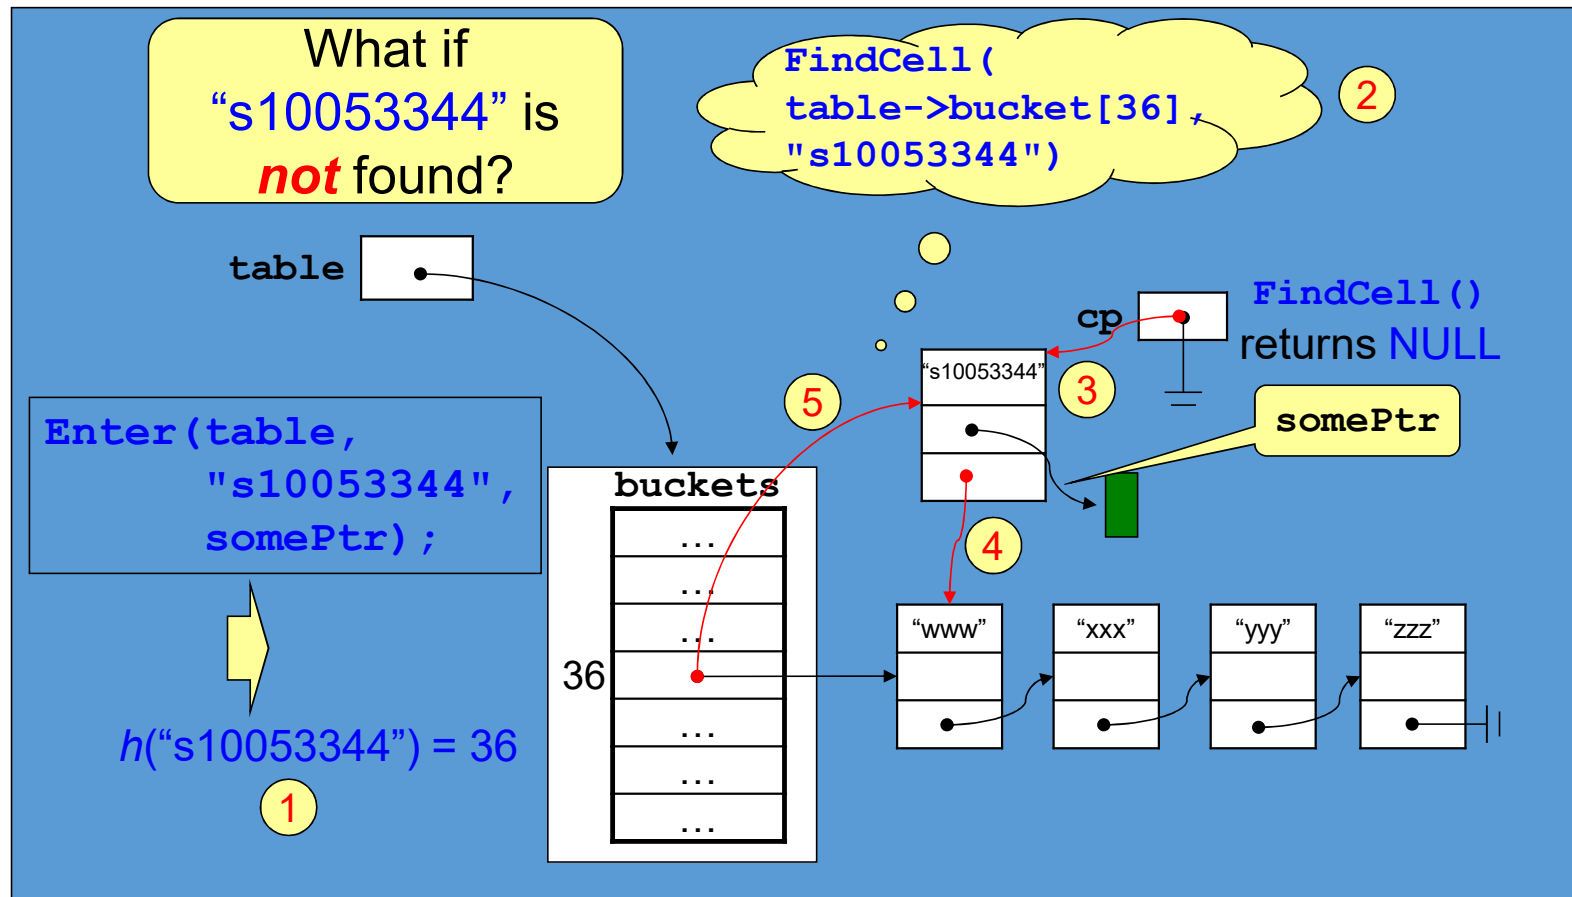 What if
“s10053344” is
not found?
FindCell(
table->bucket[36],
"s10053344")
2
table
cp
FindCell()
returns NULL
“s10053344”
3
5
somePtr
Enter(table,
"s10053344",
somePtr);
buckets
...
...
...
36
...
...
...
4
“www”
“xxx”
“yyy”
“zzz”
h(“s10053344”) = 36
1